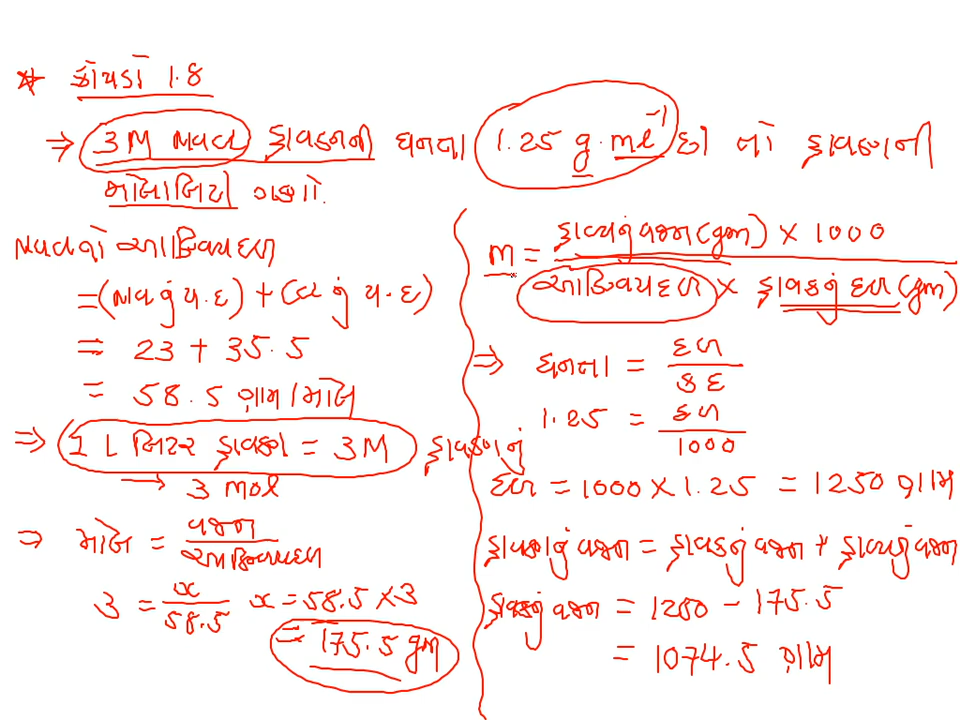 * કોયડો 1.8
⇒ 3M NaCl દ્રાવણની ઘનતા 1.25 g.ml⁻¹ છે તો દ્રાવણની
મોલાલિટી ગણો.
NaCl નો આણ્વિયદળ
= (Na નું પ.દ) + (Cl નું પ.દ)
= 23 + 35.5
= 58.5 ગ્રામ/મોલ
⇒ 1 L લિટર દ્રાવણ = 3M દ્રાવણનું
→ 3 mol
⇒ મોલ = વજન / આણ્વિયદળ
3 = x / 58.5 x = 58.5 × 3
= 175.5 gm
m = દ્રાવ્યનું વજન (gm) × 1000 / આણ્વિયદળ × દ્રાવકનું દળ (gm)
⇒ ઘનતા = દળ / કદ
1.25 = દળ / 1000
દળ = 1000 × 1.25 = 1250 ગ્રામ
દ્રાવણનું વજન = દ્રાવકનું વજન + દ્રાવ્યનું વજન
દ્રાવકનું વજન = 1250 - 175.5
= 1074.5 ગ્રામ